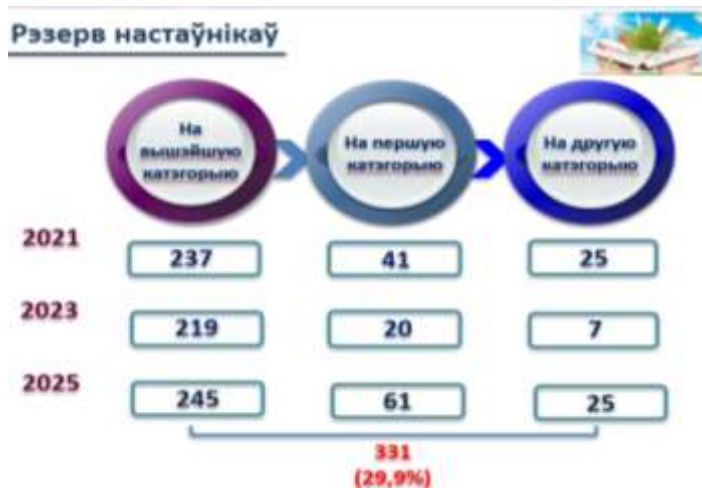 Рэзерв настаўнікаў
На
вышэйшую
катэгорыю
На першую
катэгорыю
На другую
катэгорыю
2021
237
41
25
2023
219
20
7
2025
245
61
25
331
(29,9%)